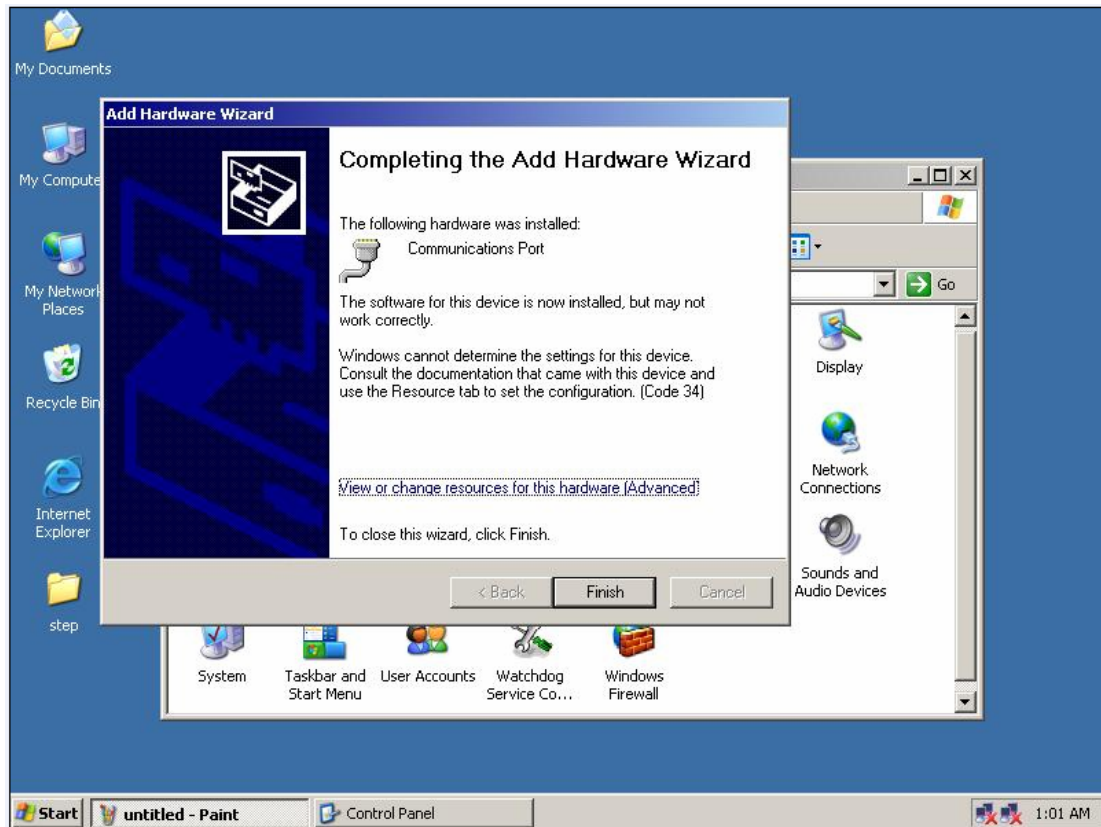 My Documents
My Compute
My Network
Places
Recycle Bin
Internet
Explorer
step
Add Hardware Wizard
Completing the Add Hardware Wizard
The following hardware was installed:
Communications Port
The software for this device is now installed, but may not
work correctly.
Windows cannot determine the settings for this device.
Consult the documentation that came with this device and
use the Resource tab to set the configuration. (Code 34)
View or change resources for this hardware (Advanced)
To close this wizard, click Finish.
< Back
Finish
Cancel
Go
Display
Network
Connections
Sounds and
Audio Devices
System
Taskbar and
Start Menu
User Accounts
Watchdog
Service Co...
Windows
Firewall
Start
untitled - Paint
Control Panel
1:01 AM